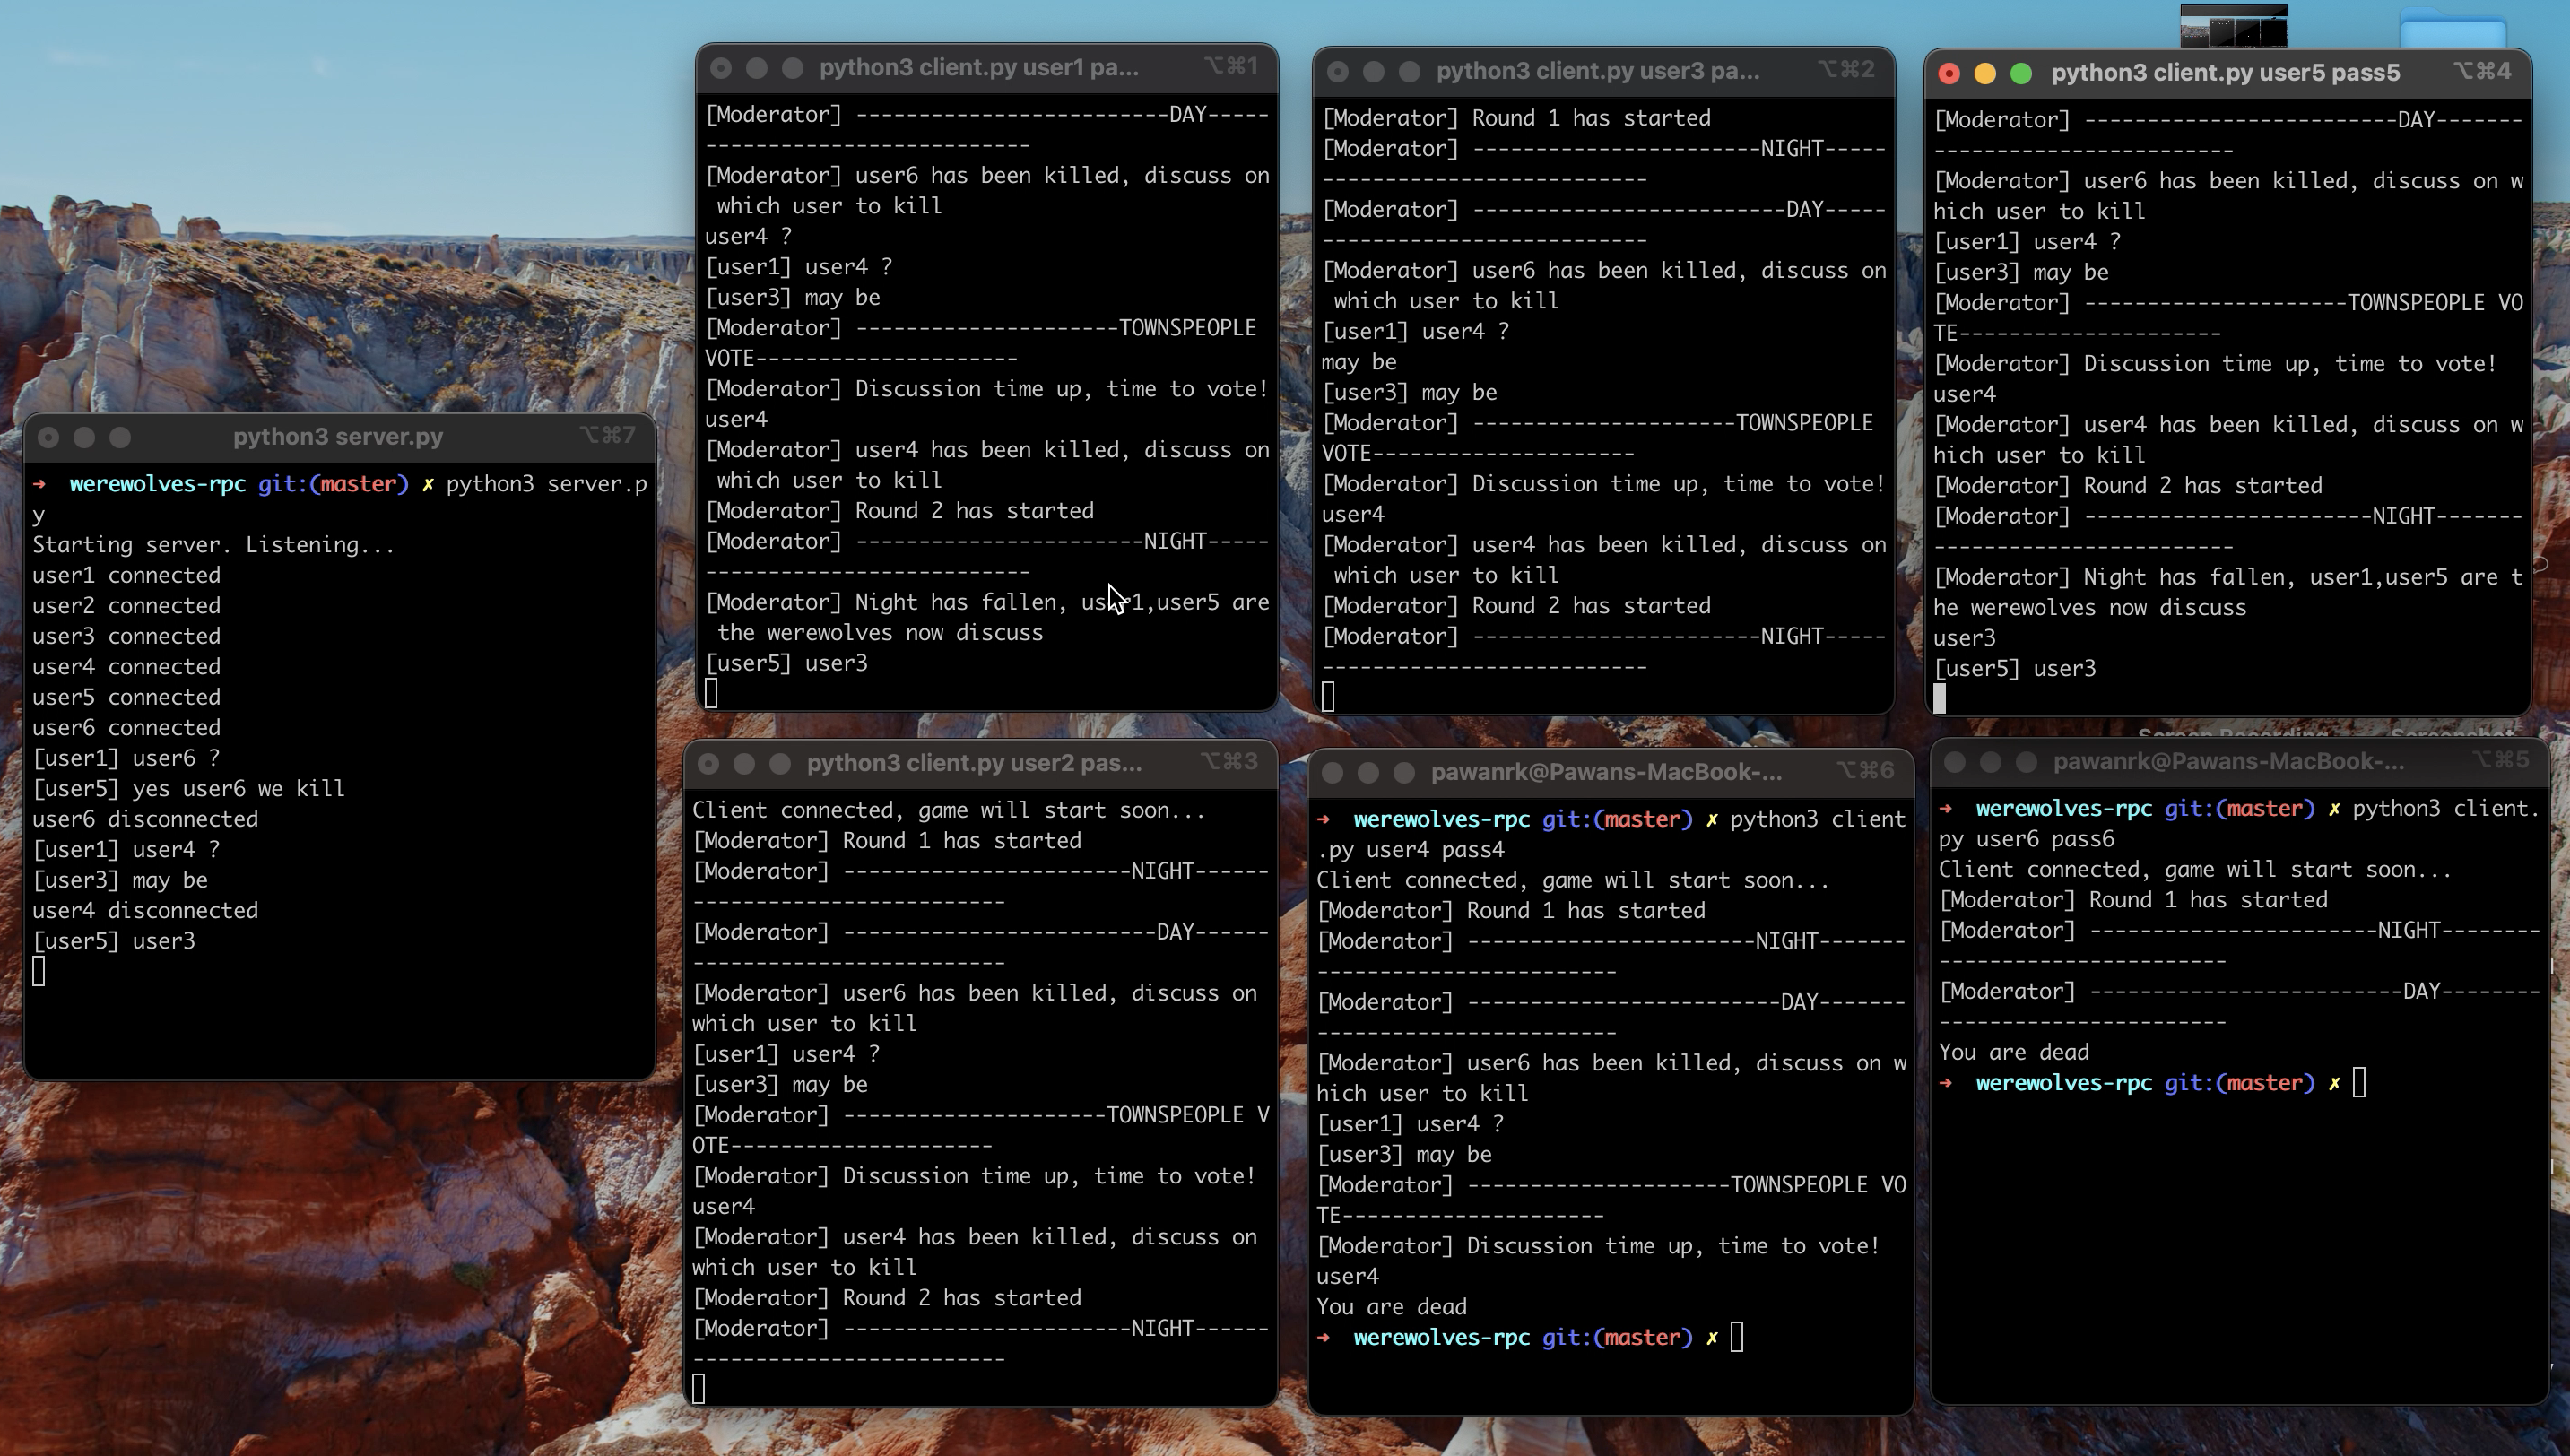 python3 server.py ⌥⌘7
➜ werewolves-rpc git:(master) ✗ python3 server.p
y
Starting server. Listening...
user1 connected
user2 connected
user3 connected
user4 connected
user5 connected
user6 connected
[user1] user6 ?
[user5] yes user6 we kill
user6 disconnected
[user1] user4 ?
[user3] may be
user4 disconnected
[user5] user3
python3 client.py user1 pa... ⌥⌘1
[Moderator] -------------------------DAY-----
--------------------------
[Moderator] user6 has been killed, discuss on
which user to kill
user4 ?
[user1] user4 ?
[user3] may be
[Moderator] ---------------------TOWNSPEOPLE
VOTE---------------------
[Moderator] Discussion time up, time to vote!
user4
[Moderator] user4 has been killed, discuss on
which user to kill
[Moderator] Round 2 has started
[Moderator] -----------------------NIGHT-----
--------------------------
[Moderator] Night has fallen, user1,user5 are
the werewolves now discuss
[user5] user3
python3 client.py user3 pa... ⌥⌘2
[Moderator] Round 1 has started
[Moderator] -----------------------NIGHT-----
--------------------------
[Moderator] -------------------------DAY-----
--------------------------
[Moderator] user6 has been killed, discuss on
which user to kill
[user1] user4 ?
may be
[user3] may be
[Moderator] ---------------------TOWNSPEOPLE
VOTE---------------------
[Moderator] Discussion time up, time to vote!
user4
[Moderator] user4 has been killed, discuss on
which user to kill
[Moderator] Round 2 has started
[Moderator] -----------------------NIGHT-----
--------------------------
python3 client.py user5 pass5 ⌥⌘4
[Moderator] -------------------------DAY-------
------------------------
[Moderator] user6 has been killed, discuss on w
hich user to kill
[user1] user4 ?
[user3] may be
[Moderator] ---------------------TOWNSPEOPLE VO
TE---------------------
[Moderator] Discussion time up, time to vote!
user4
[Moderator] user4 has been killed, discuss on w
hich user to kill
[Moderator] Round 2 has started
[Moderator] -----------------------NIGHT-------
------------------------
[Moderator] Night has fallen, user1,user5 are t
he werewolves now discuss
user3
[user5] user3
python3 client.py user2 pas... ⌥⌘3
Client connected, game will start soon...
[Moderator] Round 1 has started
[Moderator] -----------------------NIGHT------
-------------------------
[Moderator] -------------------------DAY------
-------------------------
[Moderator] user6 has been killed, discuss on
which user to kill
[user1] user4 ?
[user3] may be
[Moderator] ---------------------TOWNSPEOPLE V
OTE---------------------
[Moderator] Discussion time up, time to vote!
user4
[Moderator] user4 has been killed, discuss on
which user to kill
[Moderator] Round 2 has started
[Moderator] -----------------------NIGHT------
-------------------------
pawanrk@Pawans-MacBook-... ⌥⌘6
➜ werewolves-rpc git:(master) ✗ python3 client
.py user4 pass4
Client connected, game will start soon...
[Moderator] Round 1 has started
[Moderator] -----------------------NIGHT-------
------------------------
[Moderator] -------------------------DAY-------
------------------------
[Moderator] user6 has been killed, discuss on w
hich user to kill
[user1] user4 ?
[user3] may be
[Moderator] ---------------------TOWNSPEOPLE VO
TE---------------------
[Moderator] Discussion time up, time to vote!
user4
You are dead
➜ werewolves-rpc git:(master) ✗
pawanrk@Pawans-MacBook-... ⌥⌘5
➜ werewolves-rpc git:(master) ✗ python3 client.
py user6 pass6
Client connected, game will start soon...
[Moderator] Round 1 has started
[Moderator] -----------------------NIGHT--------
-----------------------
[Moderator] -------------------------DAY--------
-----------------------
You are dead
➜ werewolves-rpc git:(master) ✗